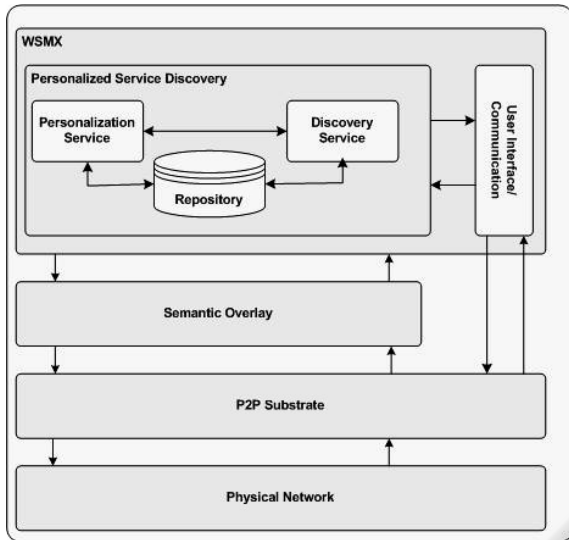 WSMX
Personalized Service Discovery
Personalization
Service
Discovery
Service
Repository
User Interface/
Communication
Semantic Overlay
P2P Substrate
Physical Network